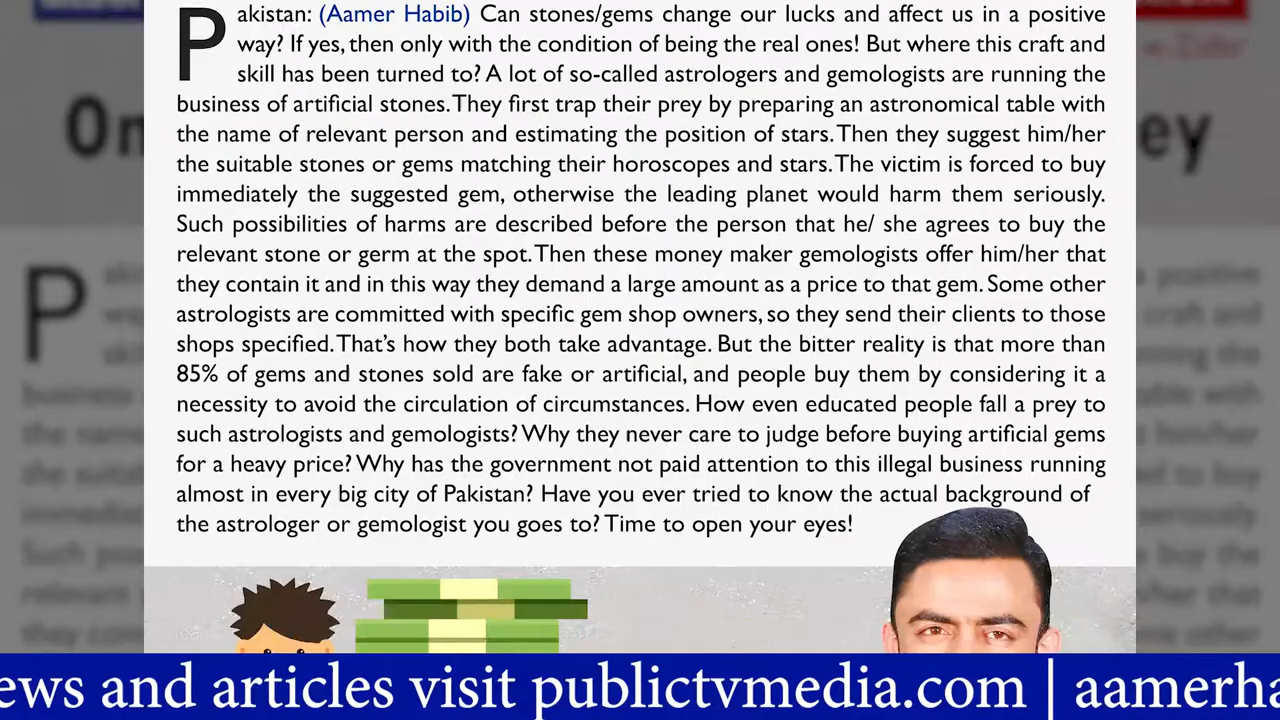 Pakistan: (Aamer Habib) Can stones/gems change our lucks and affect us in a positive
way? If yes, then only with the condition of being the real ones! But where this craft and
skill has been turned to? A lot of so-called astrologers and gemologists are running the
business of artificial stones. They first trap their prey by preparing an astronomical table with
the name of relevant person and estimating the position of stars. Then they suggest him/her
the suitable stones or gems matching their horoscopes and stars. The victim is forced to buy
immediately the suggested gem, otherwise the leading planet would harm them seriously.
Such possibilities of harms are described before the person that he/ she agrees to buy the
relevant stone or germ at the spot. Then these money maker gemologists offer him/her that
they contain it and in this way they demand a large amount as a price to that gem. Some other
astrologists are committed with specific gem shop owners, so they send their clients to those
shops specified. That's how they both take advantage. But the bitter reality is that more than
85% of gems and stones sold are fake or artificial, and people buy them by considering it a
necessity to avoid the circulation of circumstances. How even educated people fall a prey to
such astrologists and gemologists? Why they never care to judge before buying artificial gems
for a heavy price? Why has the government not paid attention to this illegal business running
almost in every big city of Pakistan? Have you ever tried to know the actual background of
the astrologer or gemologist you goes to? Time to open your eyes!
ews and articles visit publictvmedia.com | aamerha